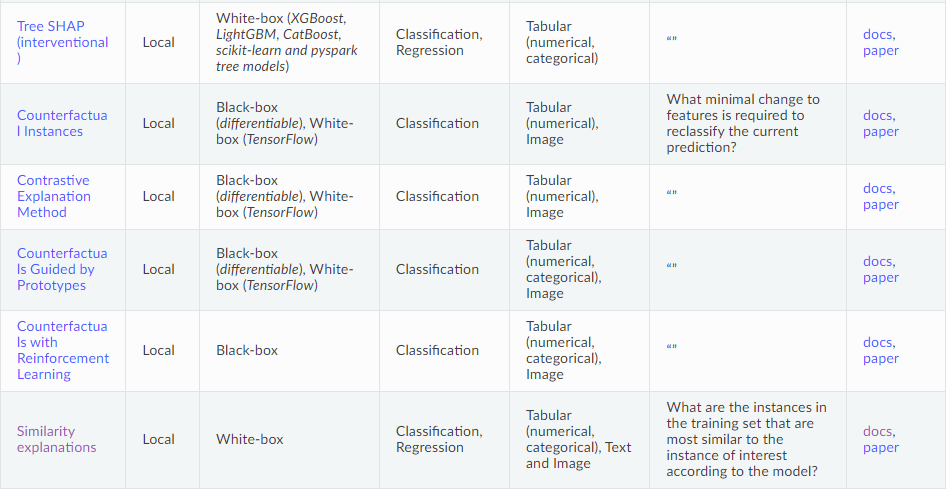 Tree SHAP
(interventional
)
Local
White-box (XGBoost,
LightGBM, CatBoost,
scikit-learn and pyspark
tree models)
Classification,
Regression
Tabular
(numerical,
categorical)
“”
docs,
paper
Counterfactua
l Instances
Local
Black-box
(differentiable), White-
box (TensorFlow)
Classification
Tabular
(numerical),
Image
What minimal change to
features is required to
reclassify the current
prediction?
docs,
paper
Contrastive
Explanation
Method
Local
Black-box
(differentiable), White-
box (TensorFlow)
Classification
Tabular
(numerical),
Image
“”
docs,
paper
Counterfactua
ls Guided by
Prototypes
Local
Black-box
(differentiable), White-
box (TensorFlow)
Classification
Tabular
(numerical,
categorical),
Image
“”
docs,
paper
Counterfactua
ls with
Reinforcement
Learning
Local
Black-box
Classification
Tabular
(numerical,
categorical),
Image
“”
docs,
paper
Similarity
explanations
Local
White-box
Classification,
Regression
Tabular
(numerical,
categorical), Text
and Image
What are the instances in
the training set that are
most similar to the
instance of interest
according to the model?
docs,
paper